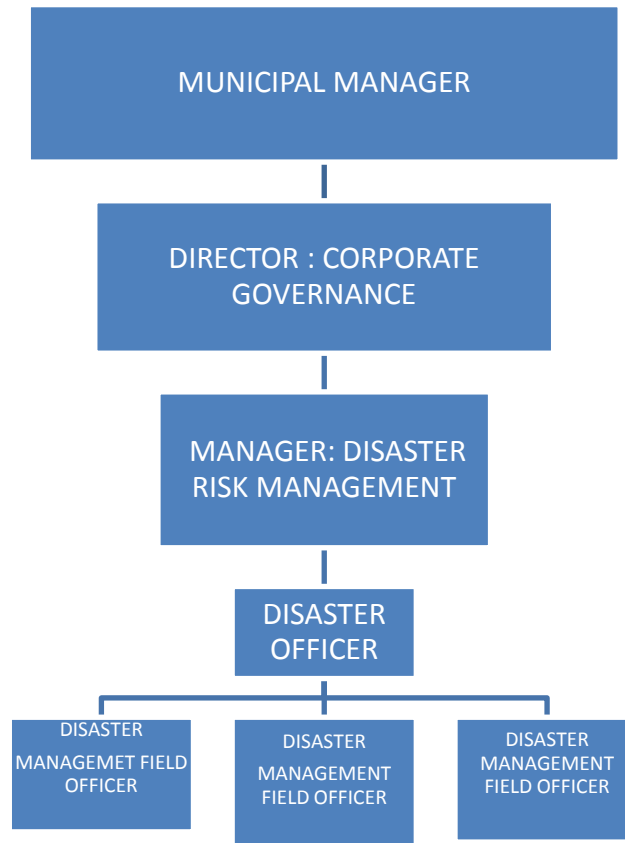 MUNICIPAL MANAGER
DIRECTOR : CORPORATE
GOVERNANCE
MANAGER: DISASTER
RISK MANAGEMENT
DISASTER
OFFICER
DISASTER
MANAGEMET FIELD
OFFICER
DISASTER
MANAGEMENT
FIELD OFFICER
DISASTER
MANAGEMENT
FIELD OFFICER